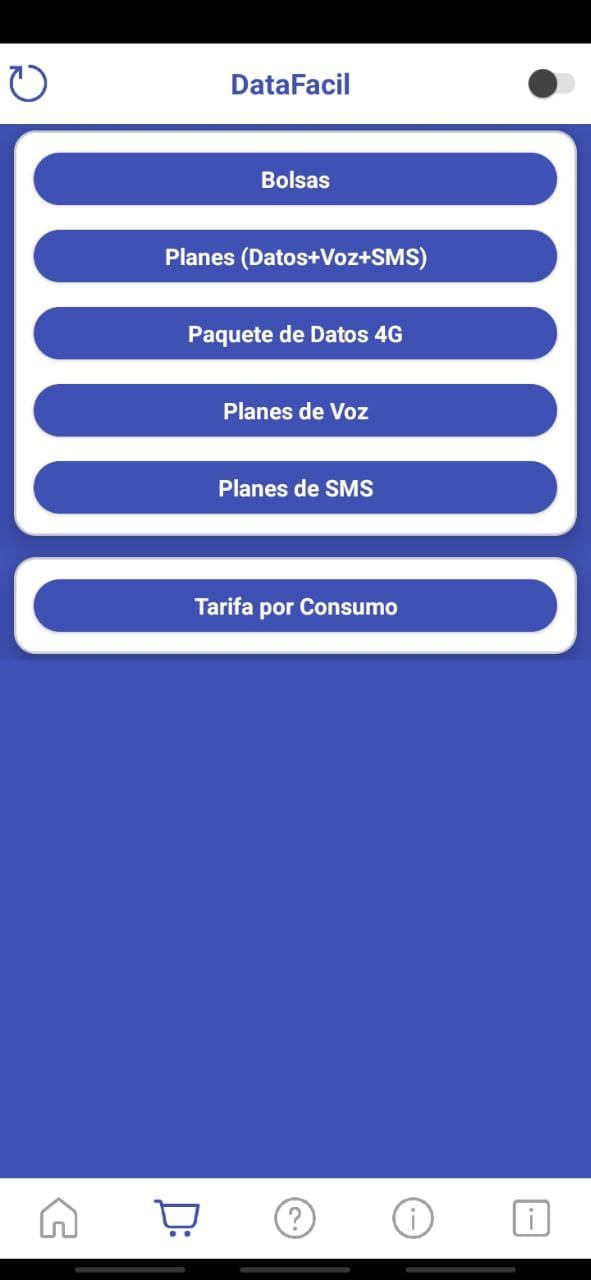 DataFacil
Bolsas
Planes (Datos+Voz+SMS)
Paquete de Datos 4G
Planes de Voz
Planes de SMS
Tarifa por Consumo